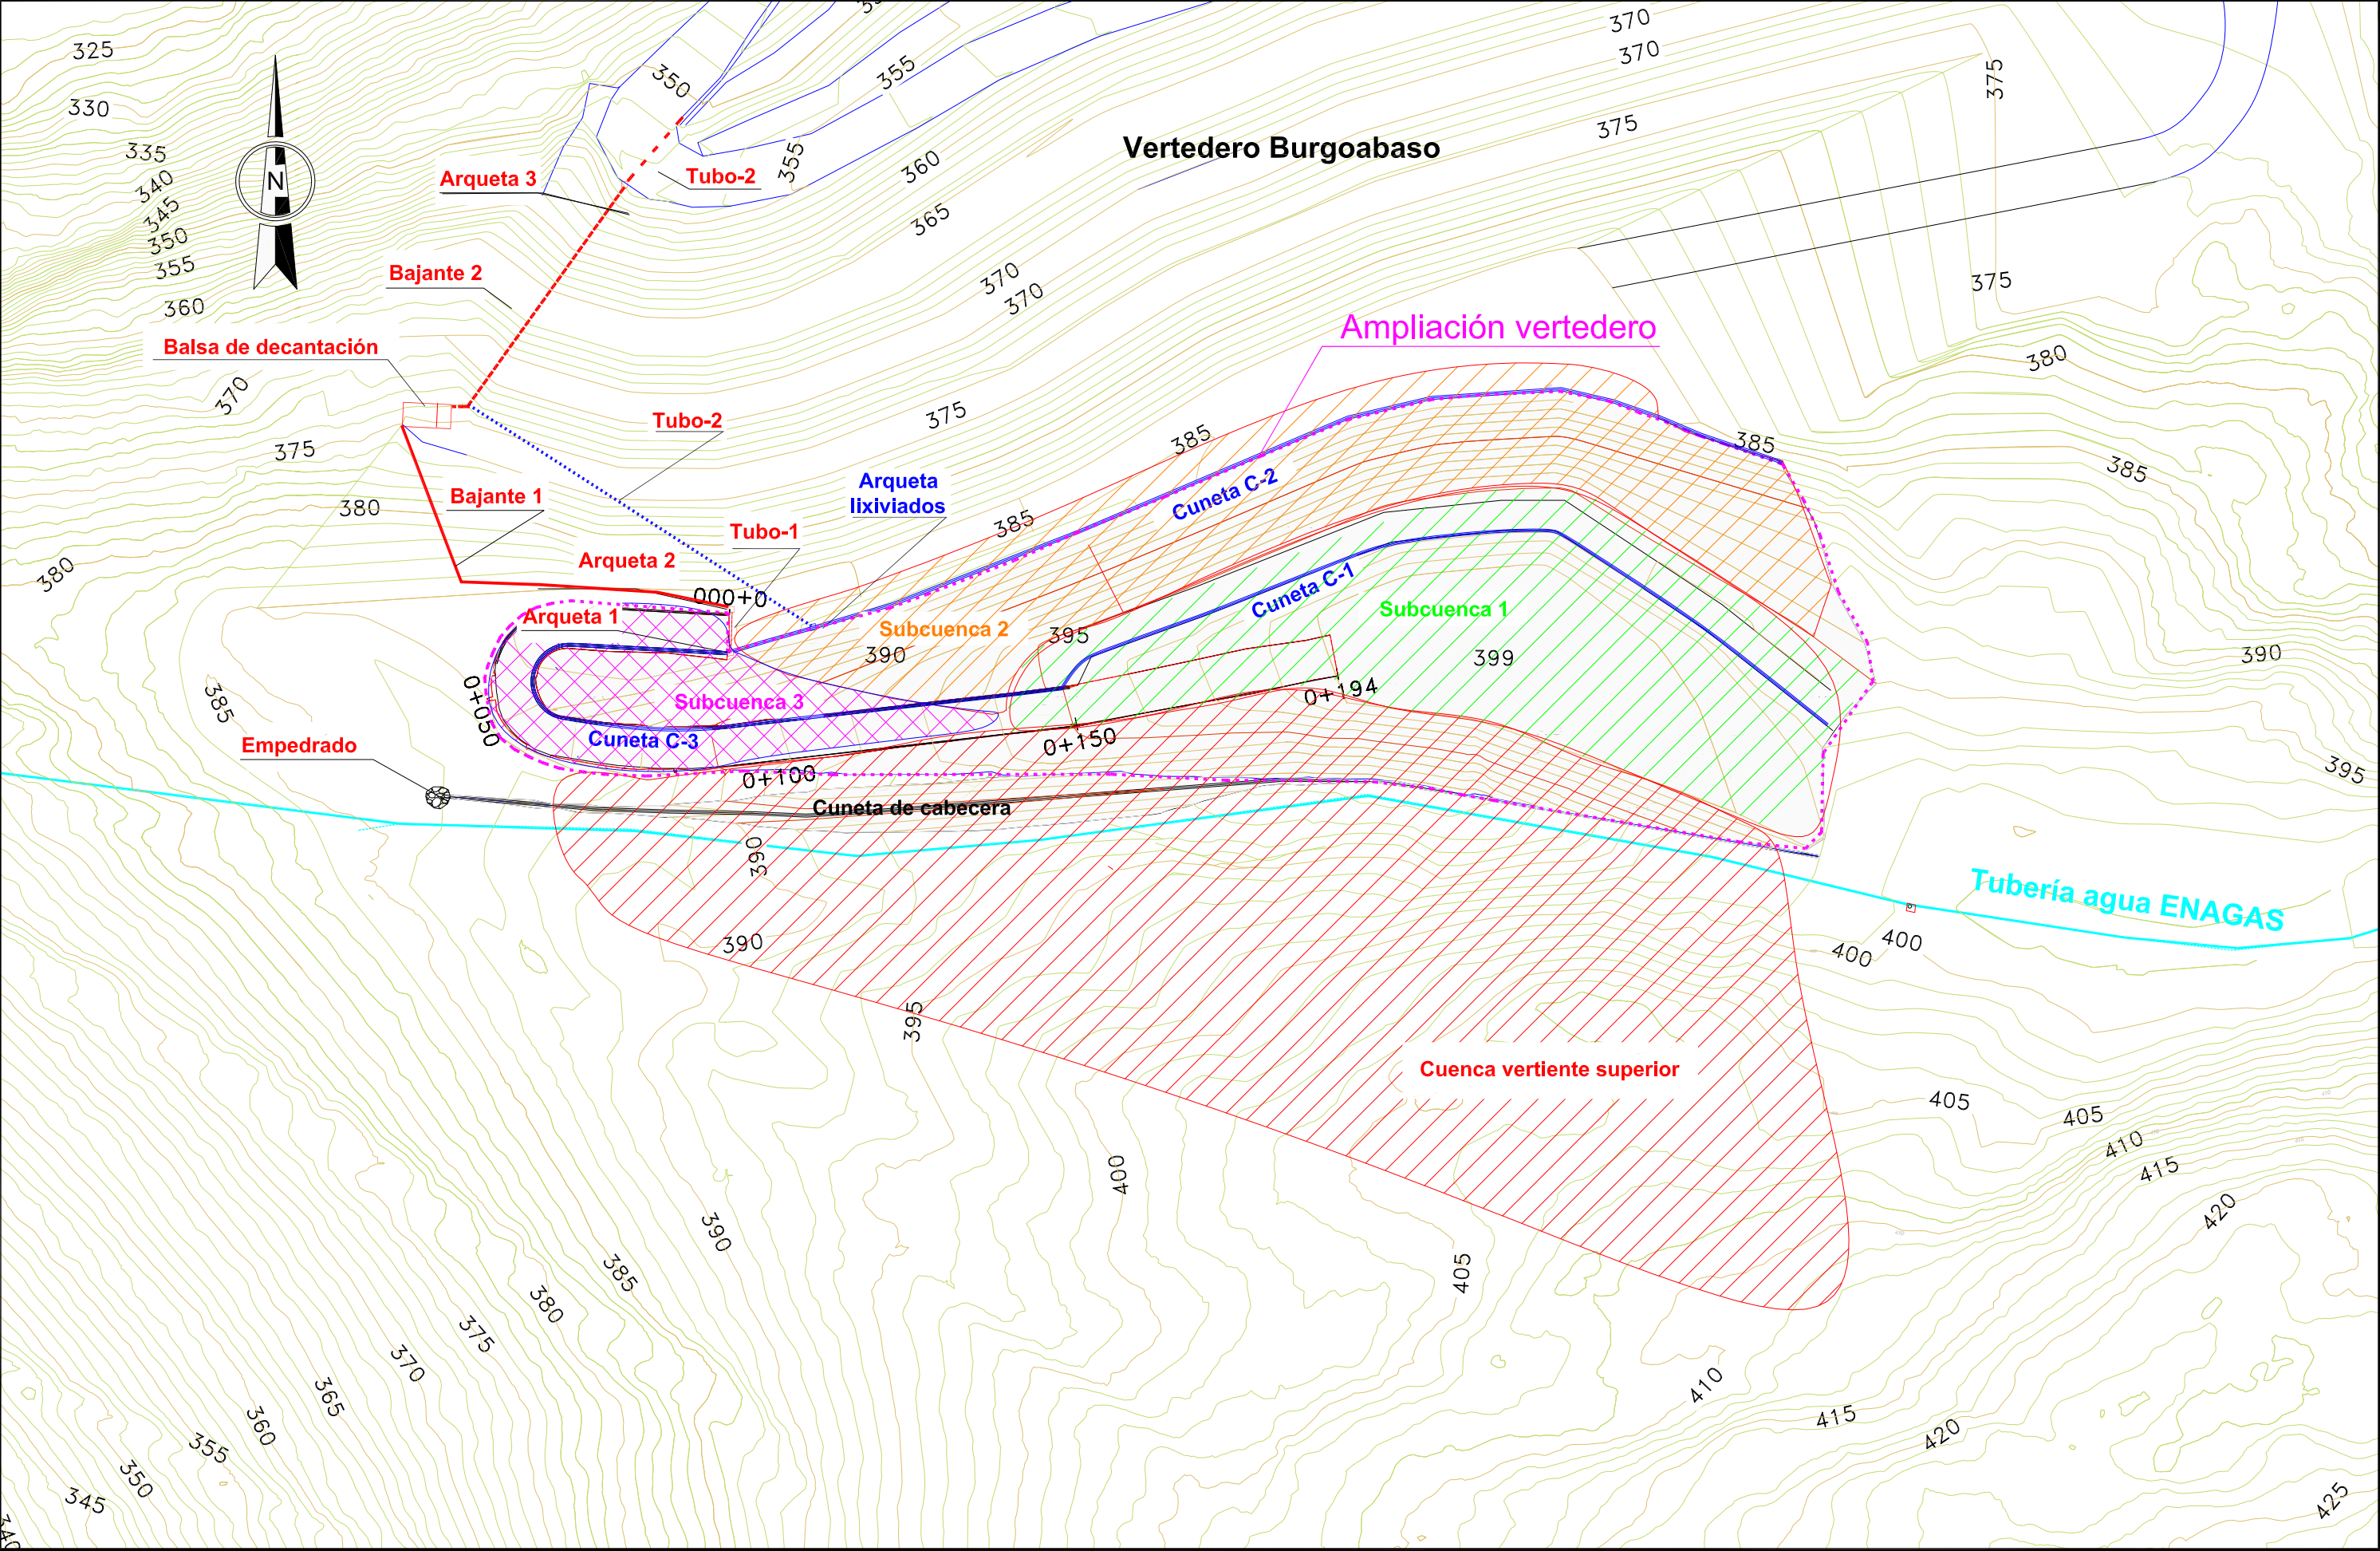 325
330
335
340
345
350
355
360
N
370
375
380
380
385
350
355
355
360
365
370
370
375
370
370
375
375
375
Vertedero Burgoabaso
Arqueta 3
Tubo-2
Bajante 2
Balsa de decantación
Ampliación vertedero
Tubo-2
385
385
380
385
Bajante 1
Arqueta
lixiviados
Cuneta C-2
Tubo-1
385
Arqueta 2
0+000
Cuneta C-1
Subcuenca 1
Arqueta 1
Subcuenca 2
395
390
399
390
Subcuenca 3
0+194
0+050
Cuneta C-3
0+150
Empedrado
0+100
395
Cuneta de cabecera
390
Tubería agua ENAGAS
390
400
400
395
Cuenca vertiente superior
405
405
410
415
400
420
390
385
405
380
375
370
410
365
415
360
420
355
350
345
340
425